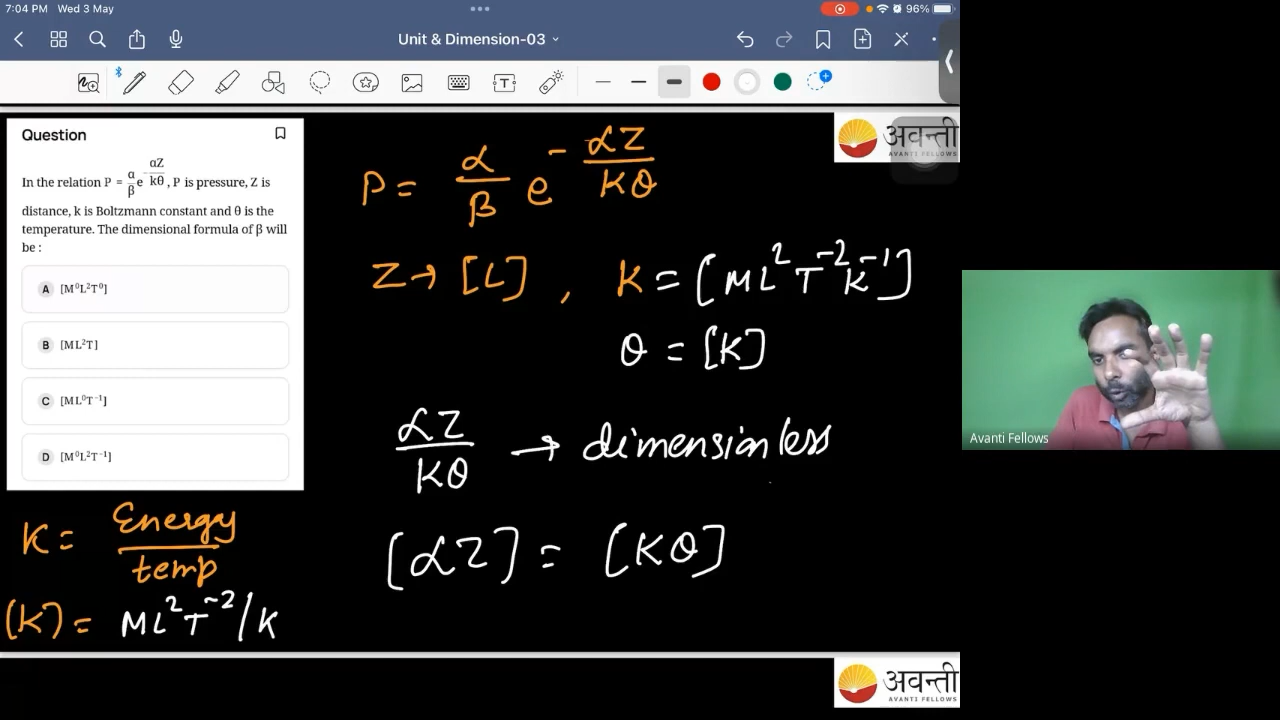 7:04 PM Wed 3 May
96%
Unit & Dimension-03
Question
In the relation P = α/β e^-αZ/kθ, P is pressure, Z is
distance, k is Boltzmann constant and θ is the
temperature. The dimensional formula of β will
be :
A [M⁰L²T⁰]
B [ML²T]
C [ML⁰T⁻¹]
D [M⁰L²T⁻¹]
K = Energy/temp
(K) = ML²T⁻²/K
P = α/β e^-αZ/Kθ
Z → [L] , K = [ML²T⁻²K⁻¹]
θ = [K]
αZ/Kθ → dimensionless
[αZ] = [Kθ]
अवन्ती
AVANTI FELLOWS
Avanti Fellows
अवन्ती
AVANTI FELLOWS